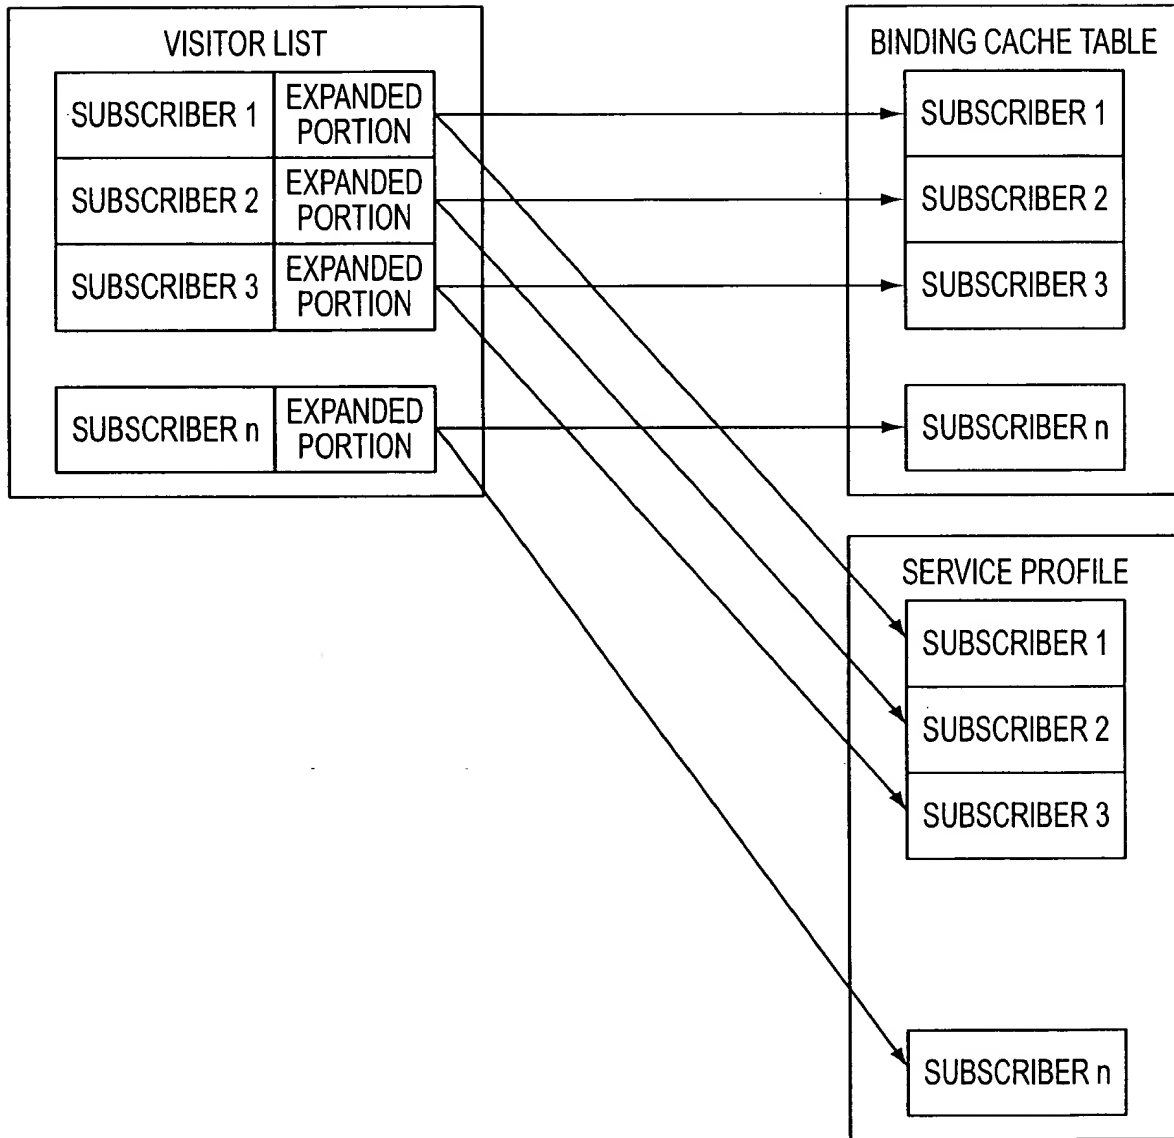 VISITOR LIST
SUBSCRIBER 1
EXPANDED
PORTION
SUBSCRIBER 2
EXPANDED
PORTION
SUBSCRIBER 3
EXPANDED
PORTION
SUBSCRIBER n
EXPANDED
PORTION
BINDING CACHE TABLE
SUBSCRIBER 1
SUBSCRIBER 2
SUBSCRIBER 3
SUBSCRIBER n
SERVICE PROFILE
SUBSCRIBER 1
SUBSCRIBER 2
SUBSCRIBER 3
SUBSCRIBER n